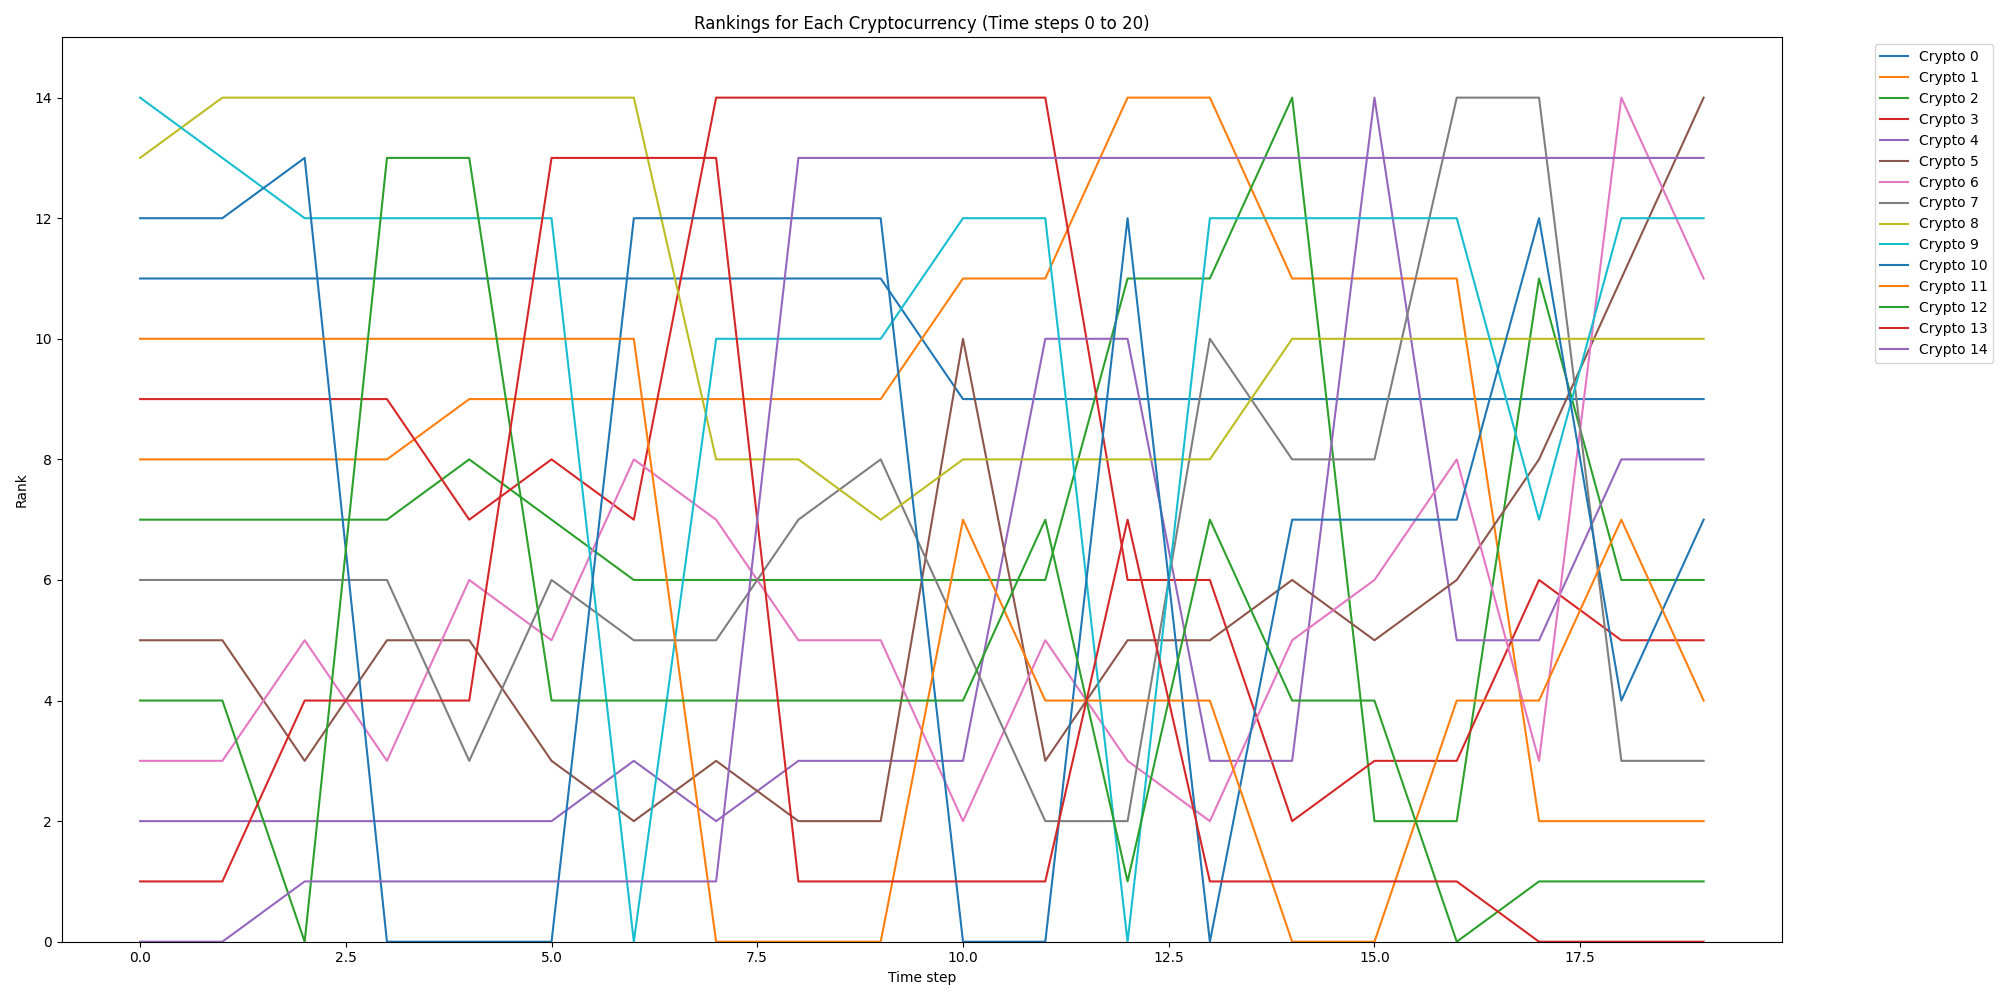 Rankings for Each Cryptocurrency (Time steps 0 to 20)
Rank
14
12
10
8
6
4
2
0
0.0 2.5 5.0 7.5 10.0 12.5 15.0 17.5
Time step
Crypto 0
Crypto 1
Crypto 2
Crypto 3
Crypto 4
Crypto 5
Crypto 6
Crypto 7
Crypto 8
Crypto 9
Crypto 10
Crypto 11
Crypto 12
Crypto 13
Crypto 14